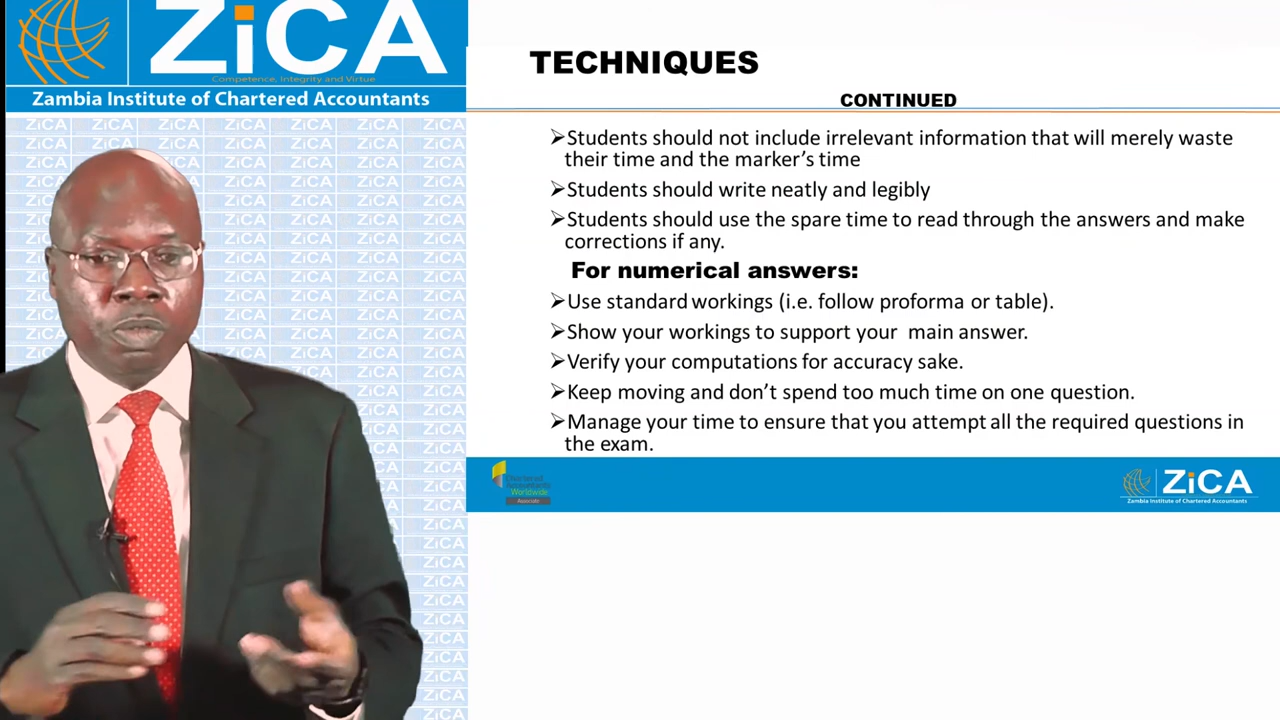 ZiCA
Competence, Integrity and Virtue
Zambia Institute of Chartered Accountants
TECHNIQUES
CONTINUED
➢Students should not include irrelevant information that will merely waste
their time and the marker's time
➢Students should write neatly and legibly
➢Students should use the spare time to read through the answers and make
corrections if any.
For numerical answers:
➢Use standard workings (i.e. follow proforma or table).
➢Show your workings to support your main answer.
➢Verify your computations for accuracy sake.
➢Keep moving and don't spend too much time on one question.
➢Manage your time to ensure that you attempt all the required questions in
the exam.
Chartered
Accountants
Worldwide
Associate
ZiCA
Zambia Institute of Chartered Accountants